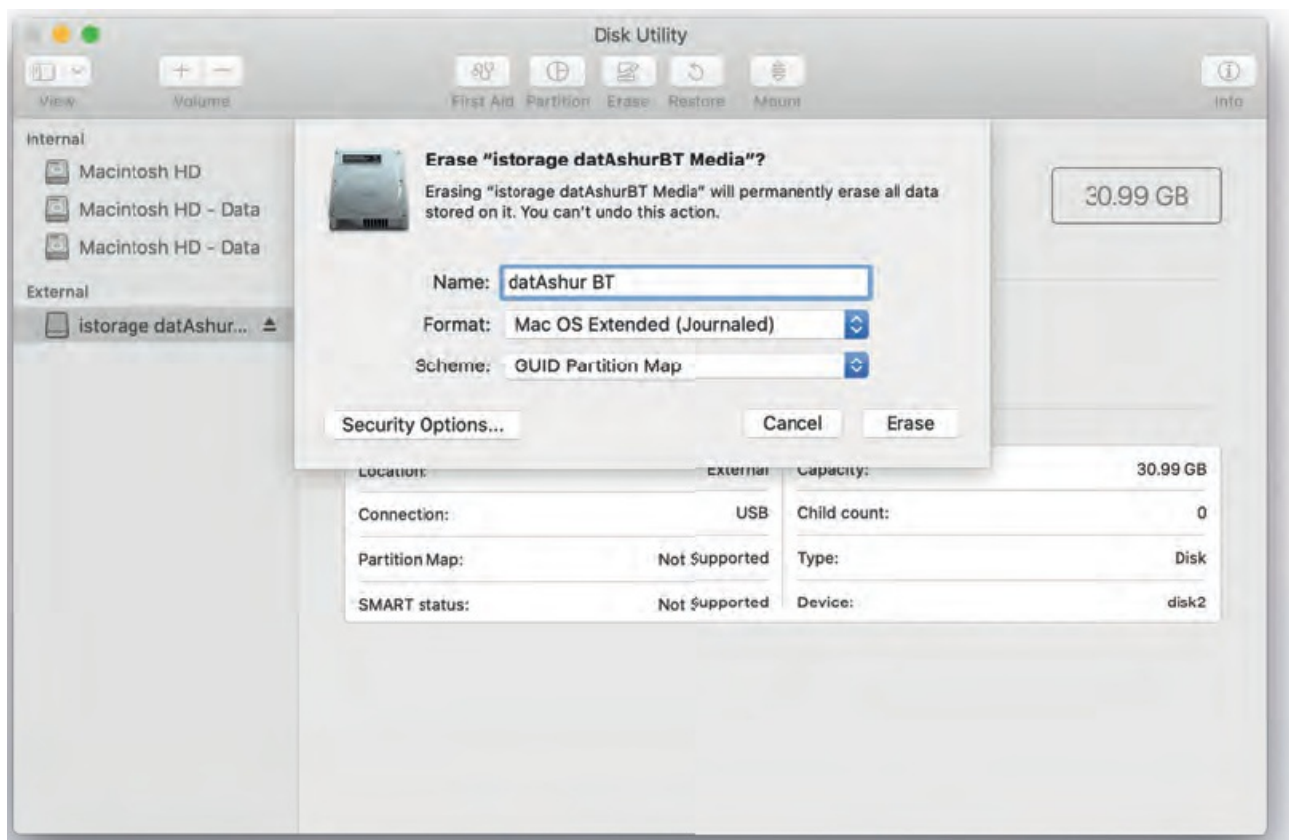 Disk Utility
View
Volume
First Aid
Partition
Erase
Restore
Mount
Info
Internal
Macintosh HD
Macintosh HD - Data
Macintosh HD - Data
External
istorage datAshur...
Erase "istorage datAshurBT Media"?
Erasing "istorage datAshurBT Media" will permanently erase all data
stored on it. You can't undo this action.
Name: datAshur BT
Format: Mac OS Extended (Journaled)
Scheme: GUID Partition Map
Security Options...
Cancel
Erase
30.99 GB
Location: External
Capacity: 30.99 GB
Connection: USB
Child count: 0
Partition Map: Not Supported
Type: Disk
SMART status: Not Supported
Device: disk2